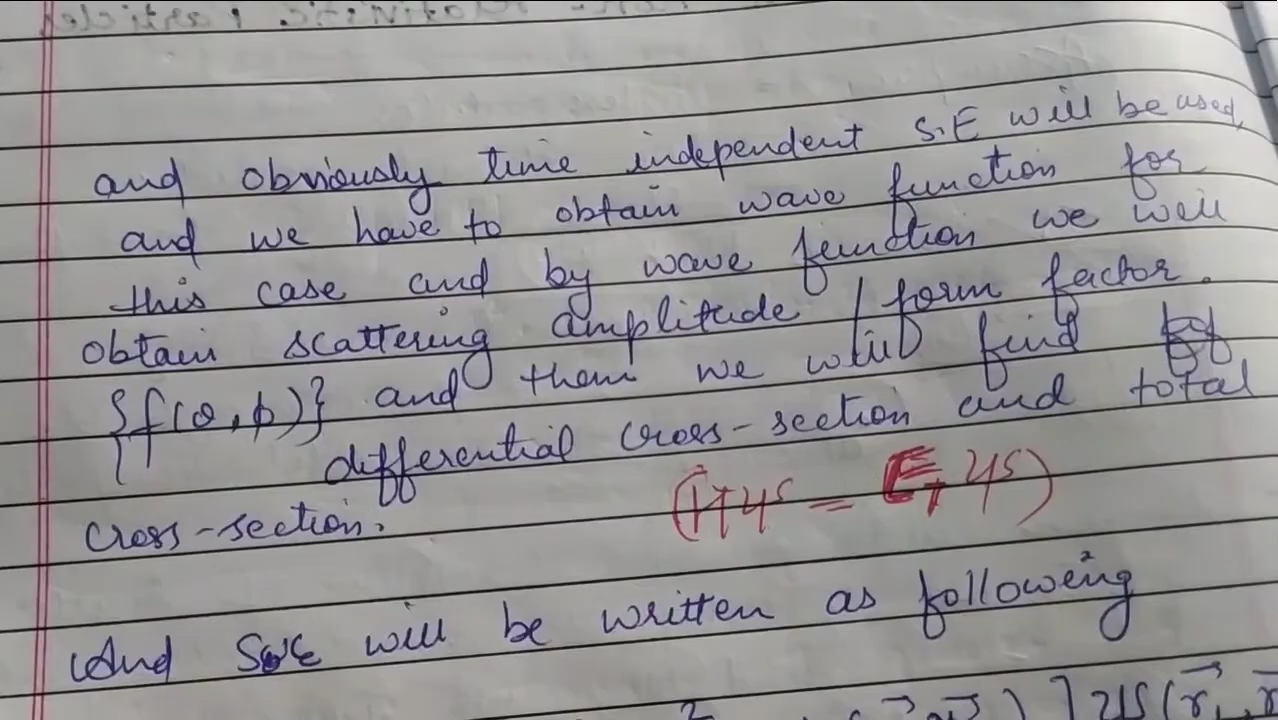 and obviously time independent S.E will be used,
and we have to obtain wave function for
this case and by wave function we will
obtain scattering amplitude / form factor.
{f(θ,ϕ)} and them we will find
differential cross-section and total
cross-section.
(Hψ = E_T ψ)
And S.E will be written as following